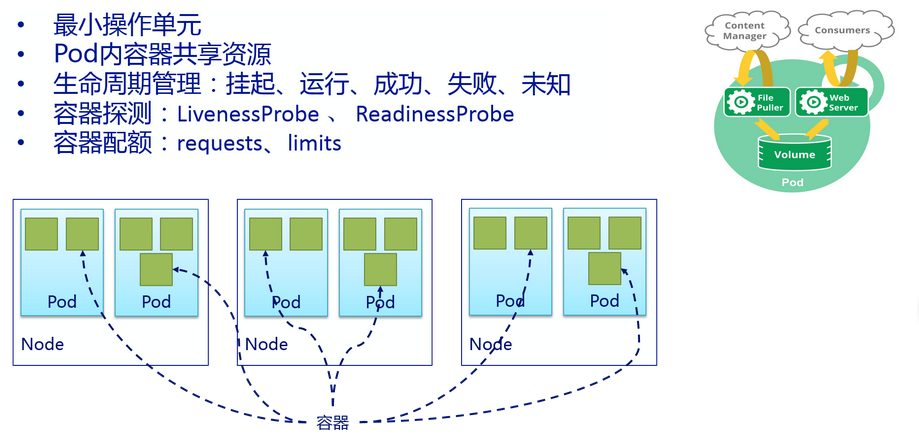 最小操作单元
Pod内容器共享资源
生命周期管理：挂起、运行、成功、失败、未知
容器探测：LivenessProbe 、 ReadinessProbe
容器配额：requests、limits
Content
Manager
Consumers
File
Puller
Web
Server
Volume
Pod
Pod
Pod
Node
Pod
Pod
Node
Pod
Pod
Node
容器